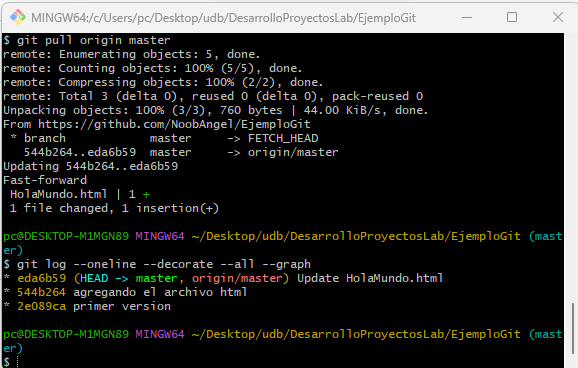 MINGW64:/c/Users/pc/Desktop/udb/DesarrolloProyectosLab/EjemploGit
$ git pull origin master
remote: Enumerating objects: 5, done.
remote: Counting objects: 100% (5/5), done.
remote: Compressing objects: 100% (2/2), done.
remote: Total 3 (delta 0), reused 0 (delta 0), pack-reused 0
Unpacking objects: 100% (3/3), 760 bytes | 44.00 KiB/s, done.
From https://github.com/NoobAngel/EjemploGit
 * branch            master     -> FETCH_HEAD
   544b264..eda6b59  master     -> origin/master
Updating 544b264..eda6b59
Fast-forward
 HolaMundo.html | 1 +
 1 file changed, 1 insertion(+)
pc@DESKTOP-M1MGN89 MINGW64 ~/Desktop/udb/DesarrolloProyectosLab/EjemploGit (mast
er)
$ git log --oneline --decorate --all --graph
* eda6b59 (HEAD -> master, origin/master) Update HolaMundo.html
* 544b264 agregando el archivo html
* 2e089ca primer version
pc@DESKTOP-M1MGN89 MINGW64 ~/Desktop/udb/DesarrolloProyectosLab/EjemploGit (mast
er)
$